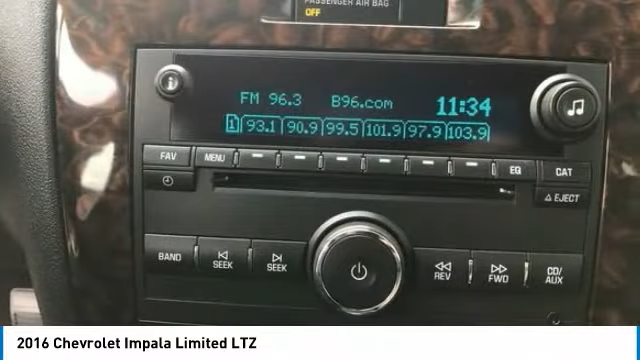 PASSENGER AIR BAG
OFF
FM 96.3 B96.com 11:34
1 93.1 90.9 99.5 101.9 97.9 103.9
FAV MENU EQ CAT
EJECT
BAND SEEK SEEK REV FWD CD/AUX
2016 Chevrolet Impala Limited LTZ